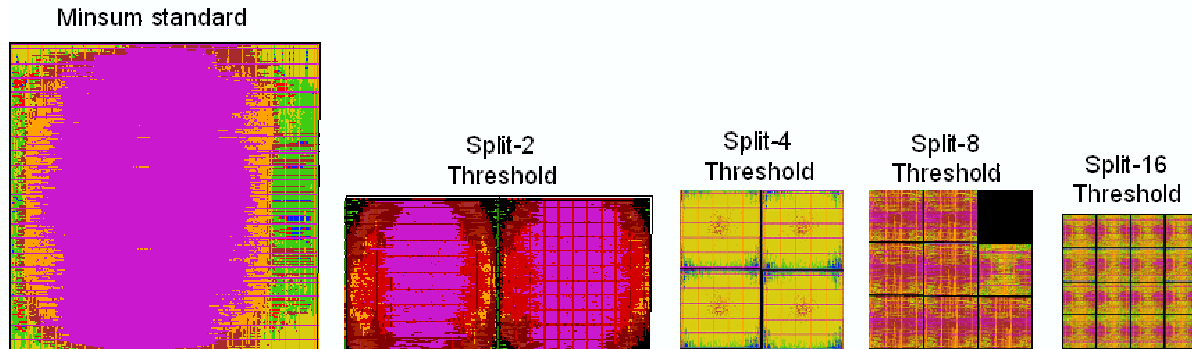 Minsum standard
Split-2
Threshold
Split-4
Threshold
Split-8
Threshold
Split-16
Threshold